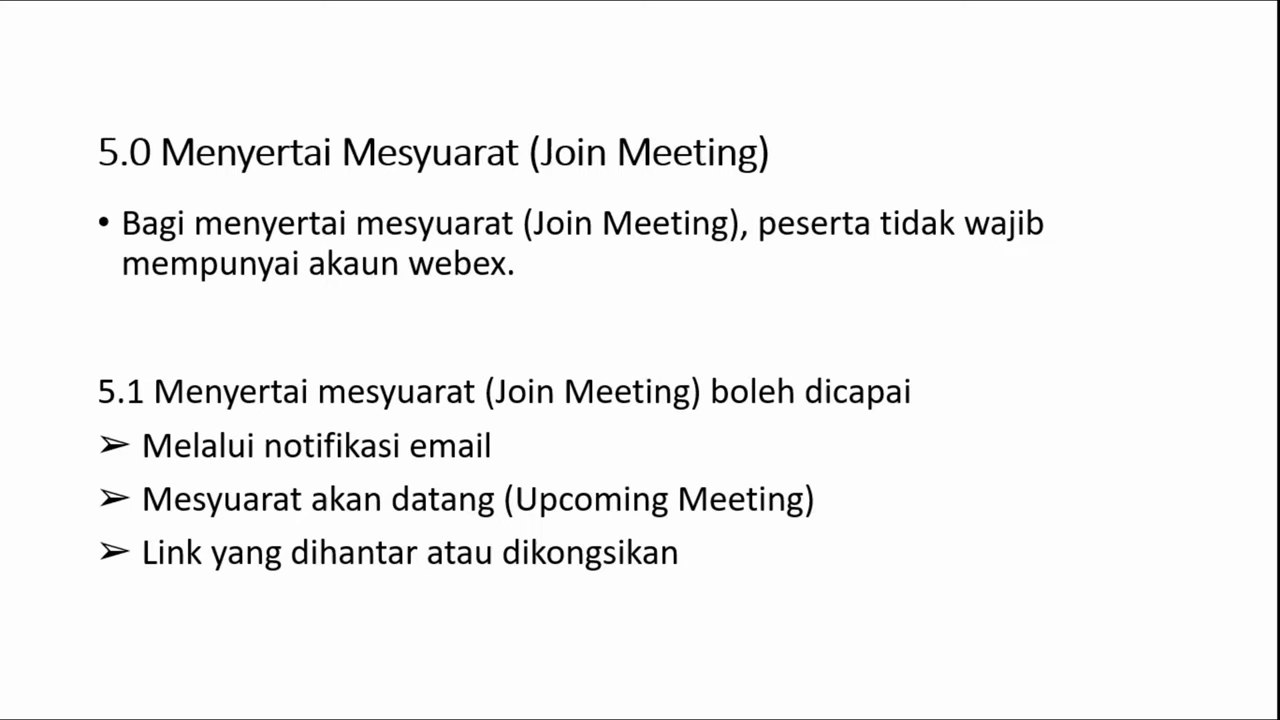 5.0 Menyertai Mesyuarat (Join Meeting)
• Bagi menyertai mesyuarat (Join Meeting), peserta tidak wajib
mempunyai akaun webex.
5.1 Menyertai mesyuarat (Join Meeting) boleh dicapai
➢ Melalui notifikasi email
➢ Mesyuarat akan datang (Upcoming Meeting)
➢ Link yang dihantar atau dikongsikan